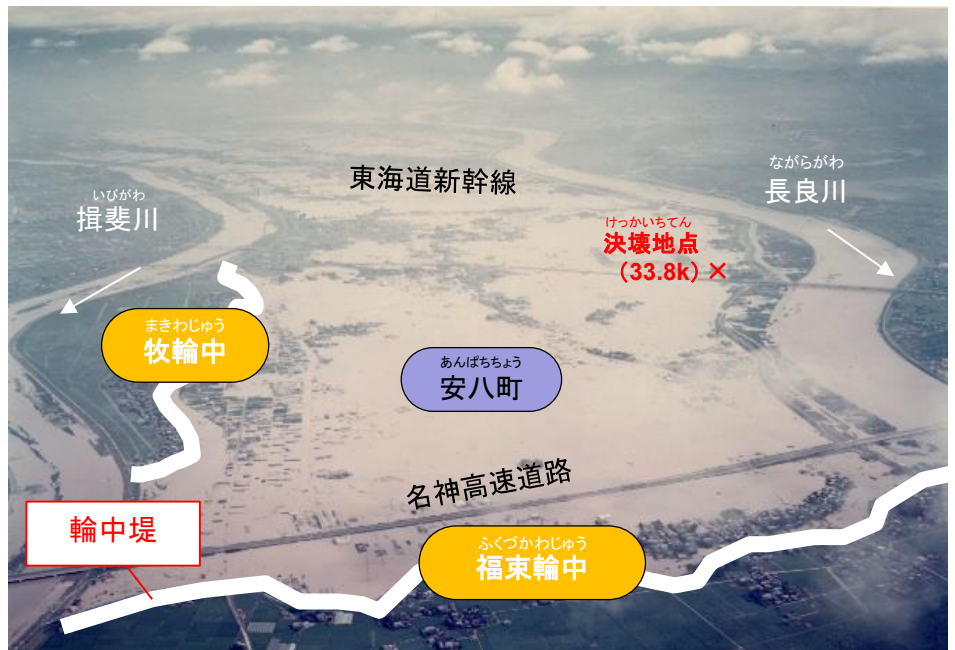 東海道新幹線
ながらがわ
長良川
いびがわ
揖斐川
けっかいちてん
決壊地点
(33.8k) ×
まきわじゅう
牧輪中
あんぱちちょう
安八町
名神高速道路
輪中堤
ふくづかわじゅう
福束輪中